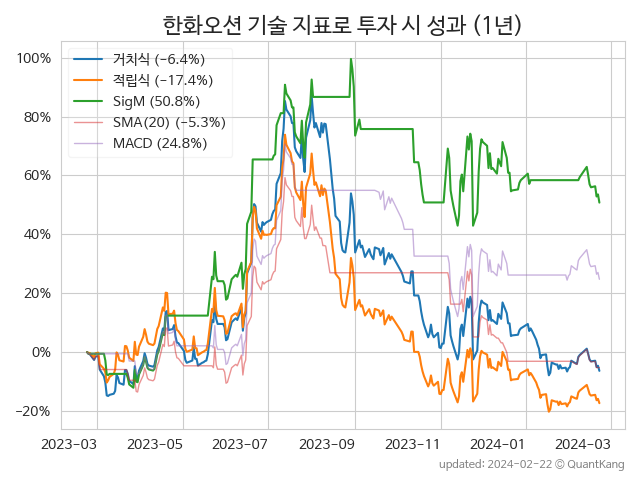 한화오션 기술 지표로 투자 시 성과 (1년)
거치식 (−6.4%)
적립식 (−17.4%)
SigM (50.8%)
SMA(20) (−5.3%)
MACD (24.8%)
100%
80%
60%
40%
20%
0%
−20%
2023-03
2023-05
2023-07
2023-09
2023-11
2024-01
2024-03
updated: 2024-02-22 © QuantKang